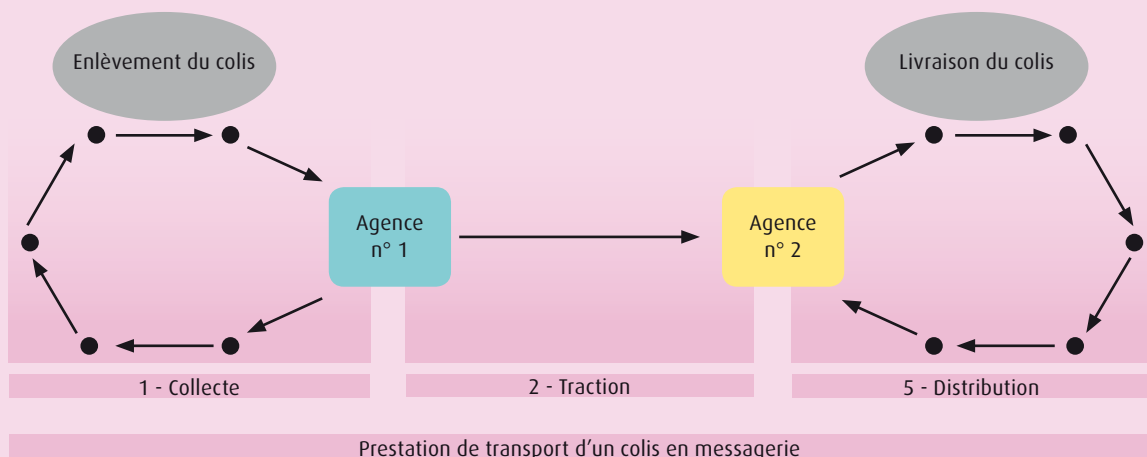 Enlèvement du colis
Livraison du colis
Agence
n° 1
Agence
n° 2
1 - Collecte
2 - Traction
5 - Distribution
Prestation de transport d'un colis en messagerie